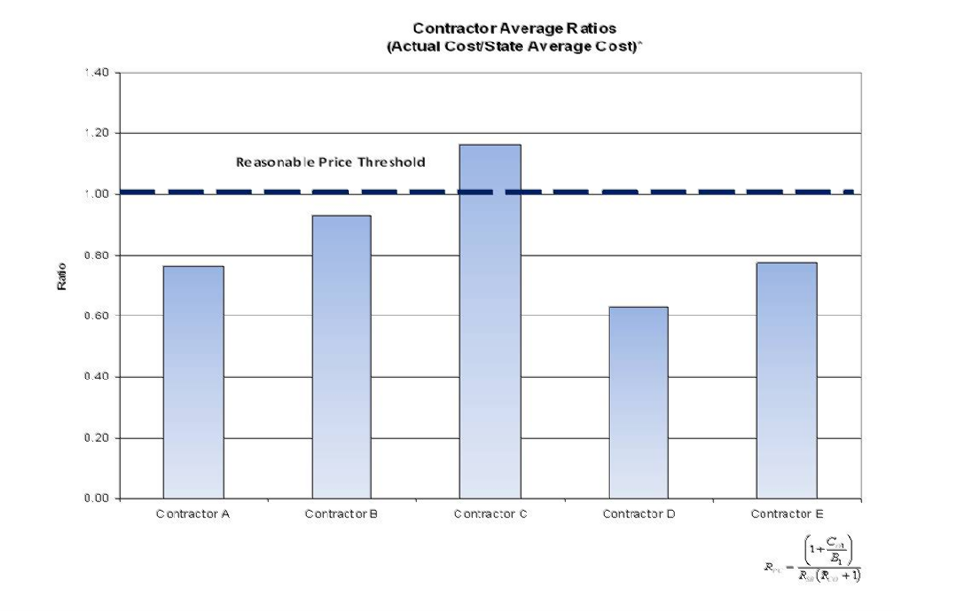 Contractor Average Ratios
(Actual Cost/State Average Cost)*
1.40
1.20
Reasonable Price Threshold
1.00
0.80
Ratio
0.60
0.40
0.20
0.00
Contractor A Contractor B Contractor C Contractor D Contractor E